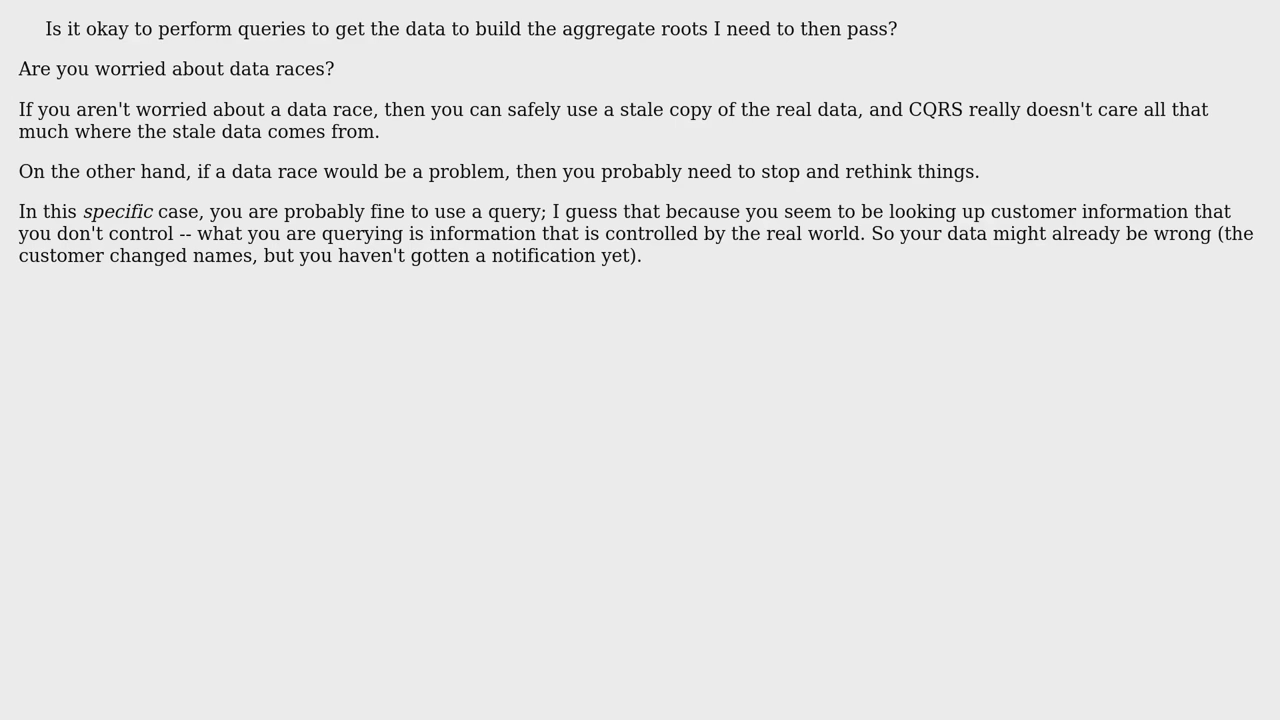 Is it okay to perform queries to get the data to build the aggregate roots I need to then pass?
Are you worried about data races?
If you aren't worried about a data race, then you can safely use a stale copy of the real data, and CQRS really doesn't care all that
much where the stale data comes from.
On the other hand, if a data race would be a problem, then you probably need to stop and rethink things.
In this specific case, you are probably fine to use a query; I guess that because you seem to be looking up customer information that
you don't control -- what you are querying is information that is controlled by the real world. So your data might already be wrong (the
customer changed names, but you haven't gotten a notification yet).